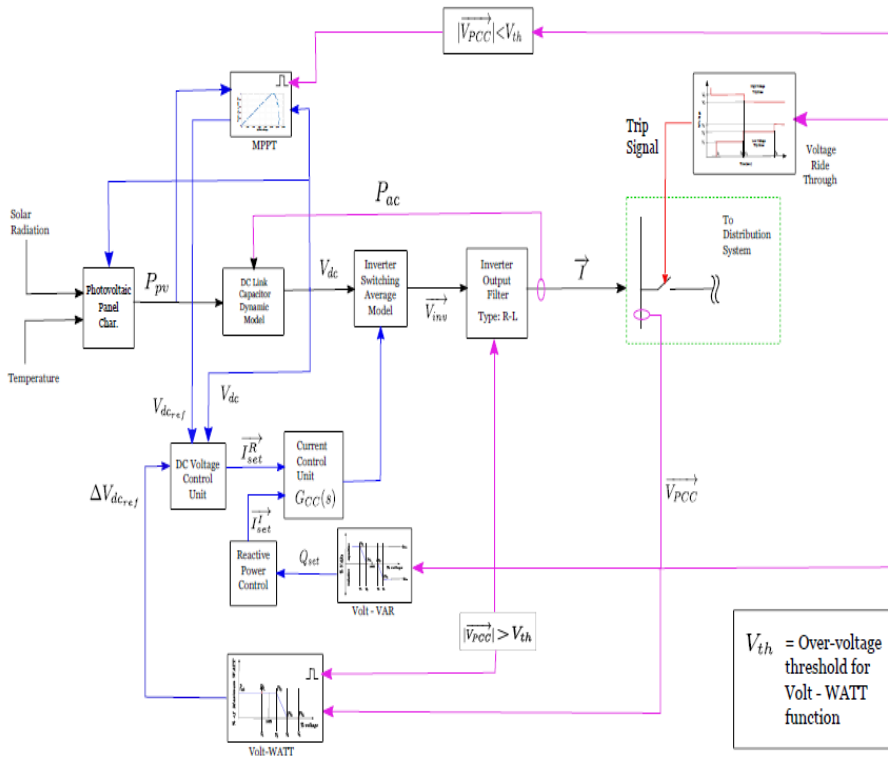 |V_PCC|<V_th
MPPT
Trip
Signal
Voltage
Ride
Through
Solar
Radiation
P_ac
To
Distribution
System
Photovoltaic
Panel
Char.
P_pv
DC Link
Capacitor
Dynamic
Model
V_dc
Inverter
Switching
Average
Model
V_inv
Inverter
Output
Filter
Type: R-L
I
Temperature
V_dc_ref
V_dc
DC Voltage
Control
Unit
I_set^R
Current
Control
Unit
G_CC(s)
ΔV_dc_ref
I_set^I
V_PCC
Reactive
Power
Control
Q_set
Volt - VAR
|V_PCC|>V_th
Volt-WATT
V_th = Over-voltage
threshold for
Volt - WATT
function